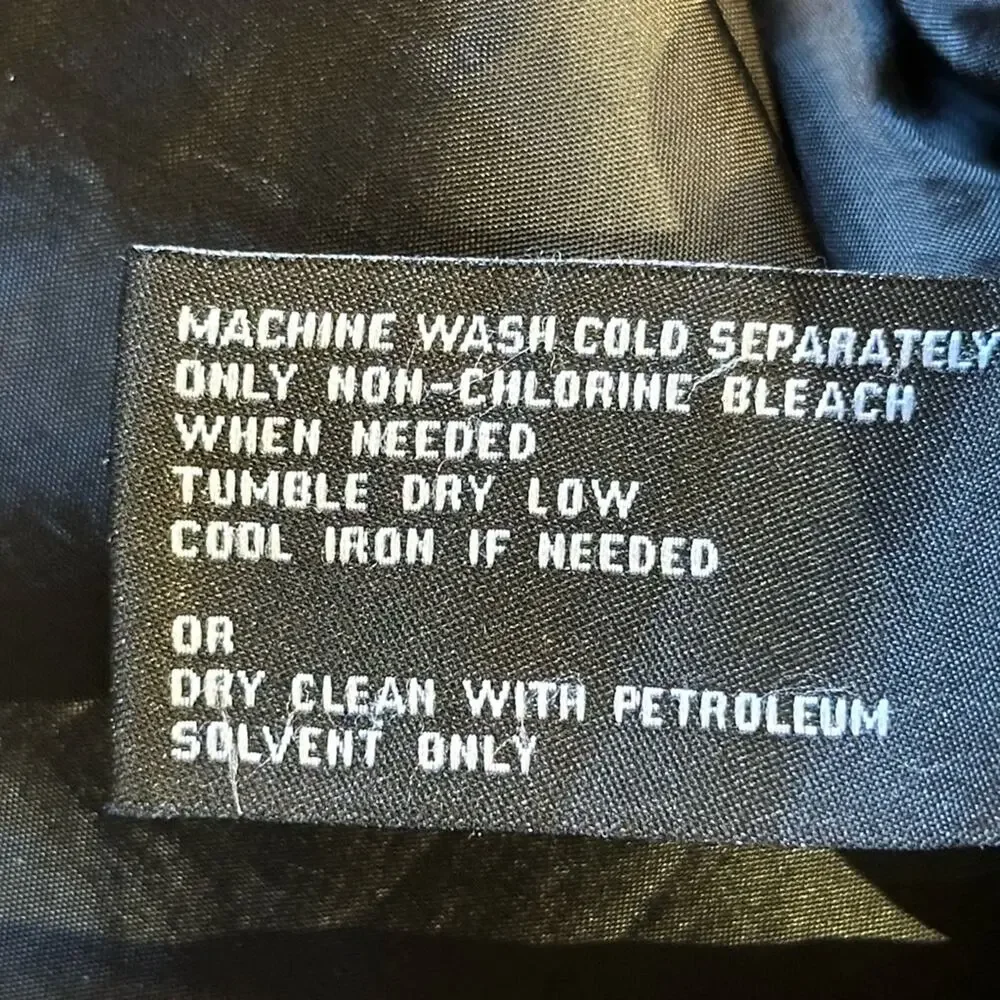 MACHINE WASH COLD SEPARATELY
ONLY NON-CHLORINE BLEACH
WHEN NEEDED
TUMBLE DRY LOW
COOL IRON IF NEEDED
OR
DRY CLEAN WITH PETROLEUM
SOLVENT ONLY